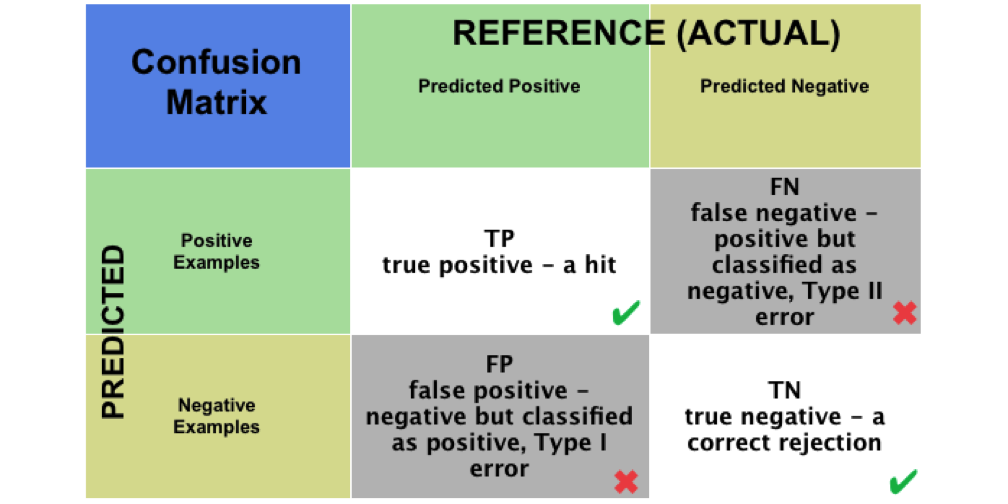 Confusion
Matrix
REFERENCE (ACTUAL)
Predicted Positive
Predicted Negative
PREDICTED
Positive
Examples
TP
true positive – a hit
FN
false negative –
positive but
classified as
negative, Type II
error
Negative
Examples
FP
false positive –
negative but classified
as positive, Type I
error
TN
true negative – a
correct rejection